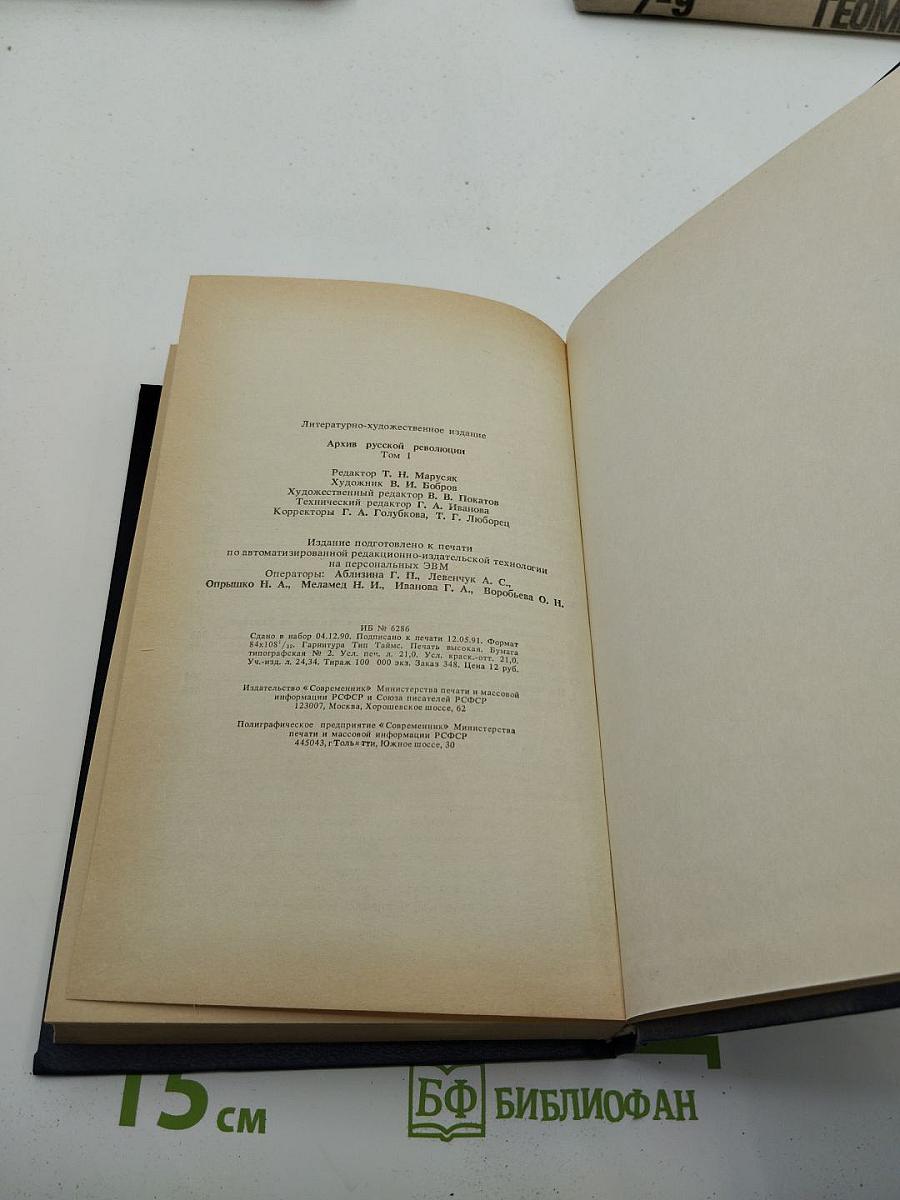 7-9
ГЕОМ
Литературно-художественное издание
Архив русской революции
Том 1
Редактор Т. Н. Марусяк
Художник В. И. Бобров
Художественный редактор В. В. Покатов
Технический редактор Г. А. Иванова
Корректоры Г. А. Голубкова, Т. Г. Люборец
Издание подготовлено к печати
по автоматизированной редакционно-издательской технологии
на персональных ЭВМ
Операторы: Аблизина Г. П., Левенчук А. С.,
Опрышко Н. А., Меламед Н. И., Иванова Г. А., Воробьева О. Н.
ИБ № 6286
Сдано в набор 04.12.90. Подписано к печати 12.05.91. Формат
84х108¹/₃₂. Гарнитура Тип Таймс. Печать высокая. Бумага
типографская № 2. Усл. печ. л. 21,0. Усл. краск.-отт. 21,0.
Уч.-изд. л. 24,34. Тираж 100 000 экз. Заказ 348. Цена 12 руб.
Издательство «Современник» Министерства печати и массовой
информации РСФСР и Союза писателей РСФСР
123007, Москва, Хорошевское шоссе, 62
Полиграфическое предприятие «Современник» Министерства
печати и массовой информации РСФСР
445043, г Тольятти, Южное шоссе, 30
15 см
БФ БИБЛИОФАН